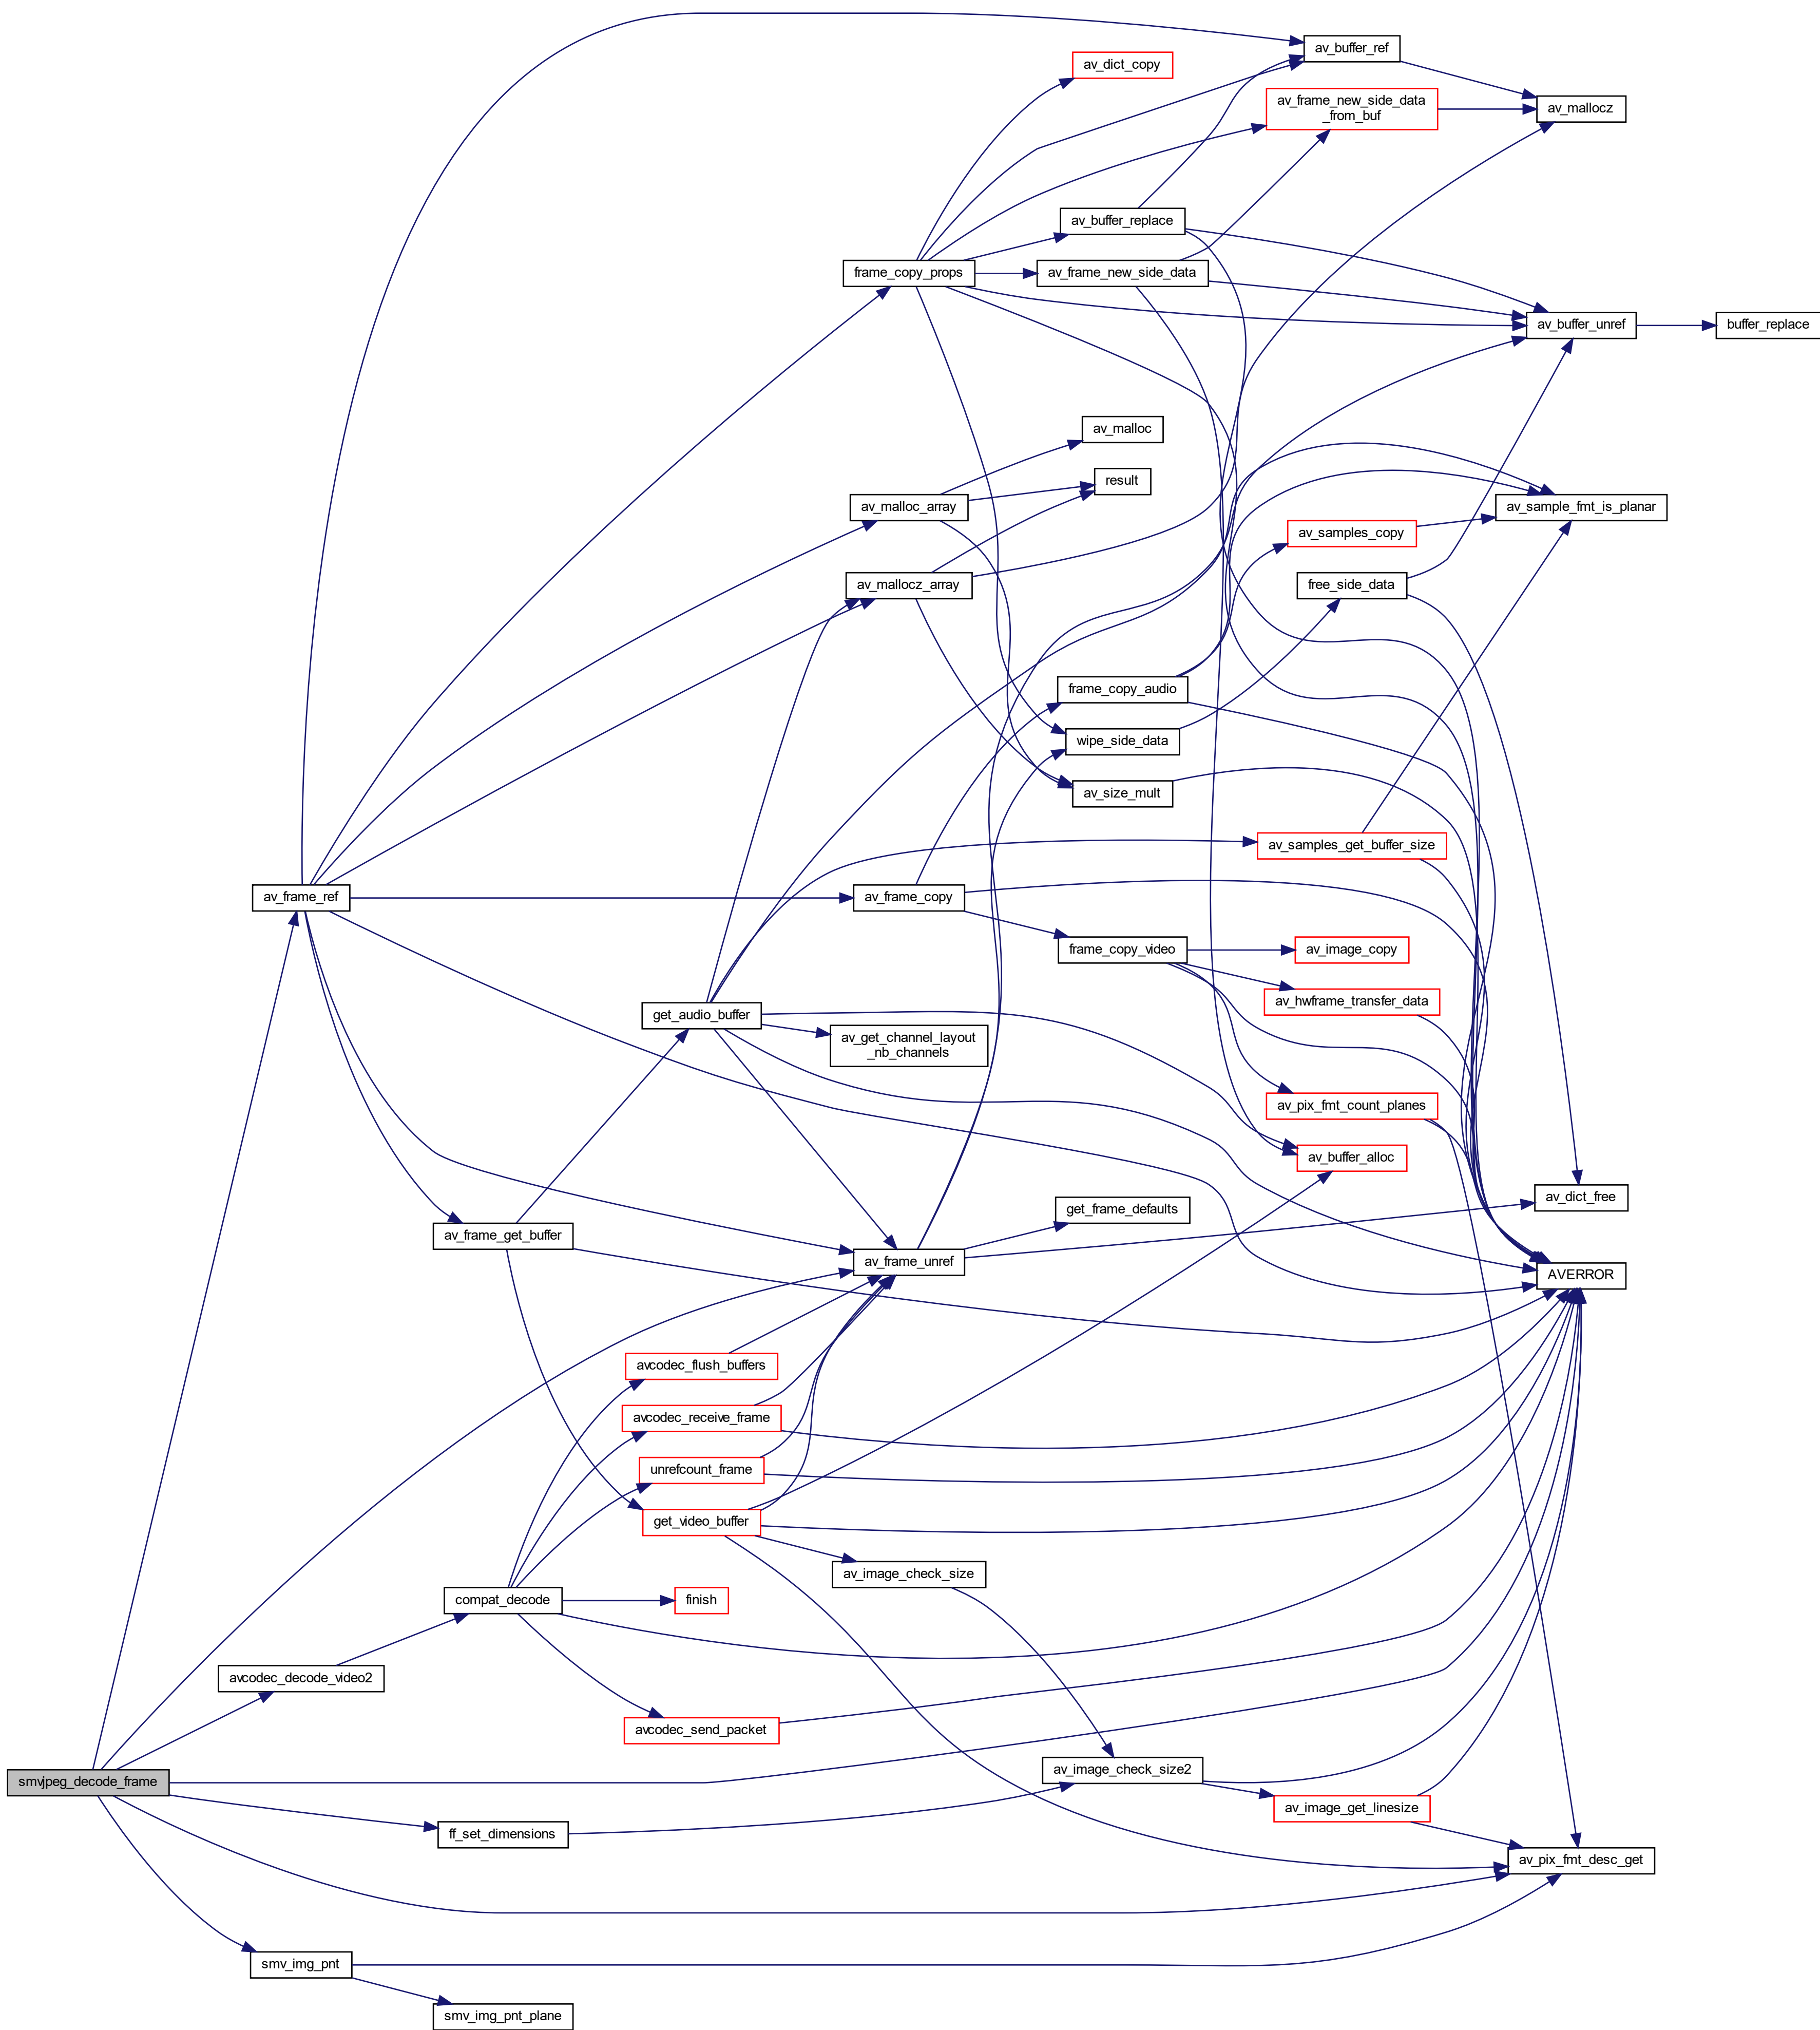 av_buffer_ref
av_dict_copy
av_frame_new_side_data
_from_buf
av_mallocz
av_buffer_replace
frame_copy_props
av_frame_new_side_data
av_buffer_unref
buffer_replace
av_malloc
result
av_malloc_array
av_sample_fmt_is_planar
av_samples_copy
av_mallocz_array
free_side_data
frame_copy_audio
wipe_side_data
av_size_mult
av_samples_get_buffer_size
av_frame_ref
av_frame_copy
frame_copy_video
av_image_copy
av_hwframe_transfer_data
get_audio_buffer
av_get_channel_layout
_nb_channels
av_pix_fmt_count_planes
av_buffer_alloc
av_dict_free
get_frame_defaults
av_frame_get_buffer
av_frame_unref
AVERROR
avcodec_flush_buffers
avcodec_receive_frame
unrefcount_frame
get_video_buffer
av_image_check_size
compat_decode
finish
avcodec_decode_video2
avcodec_send_packet
av_image_check_size2
smvjpeg_decode_frame
av_image_get_linesize
ff_set_dimensions
av_pix_fmt_desc_get
smv_img_pnt
smv_img_pnt_plane